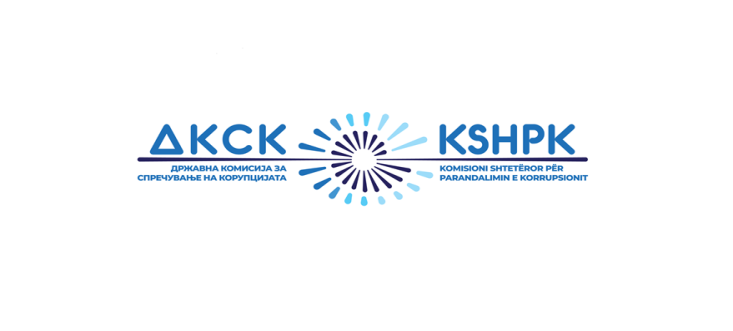 ДКСК
ДРЖАВНА КОМИСИЈА ЗА
СПРЕЧУВАЊЕ НА КОРУПЦИЈАТА
KSHPK
KOMISIONI SHTETËROR PËR
PARANDALIMIN E KORRUPSIONIT